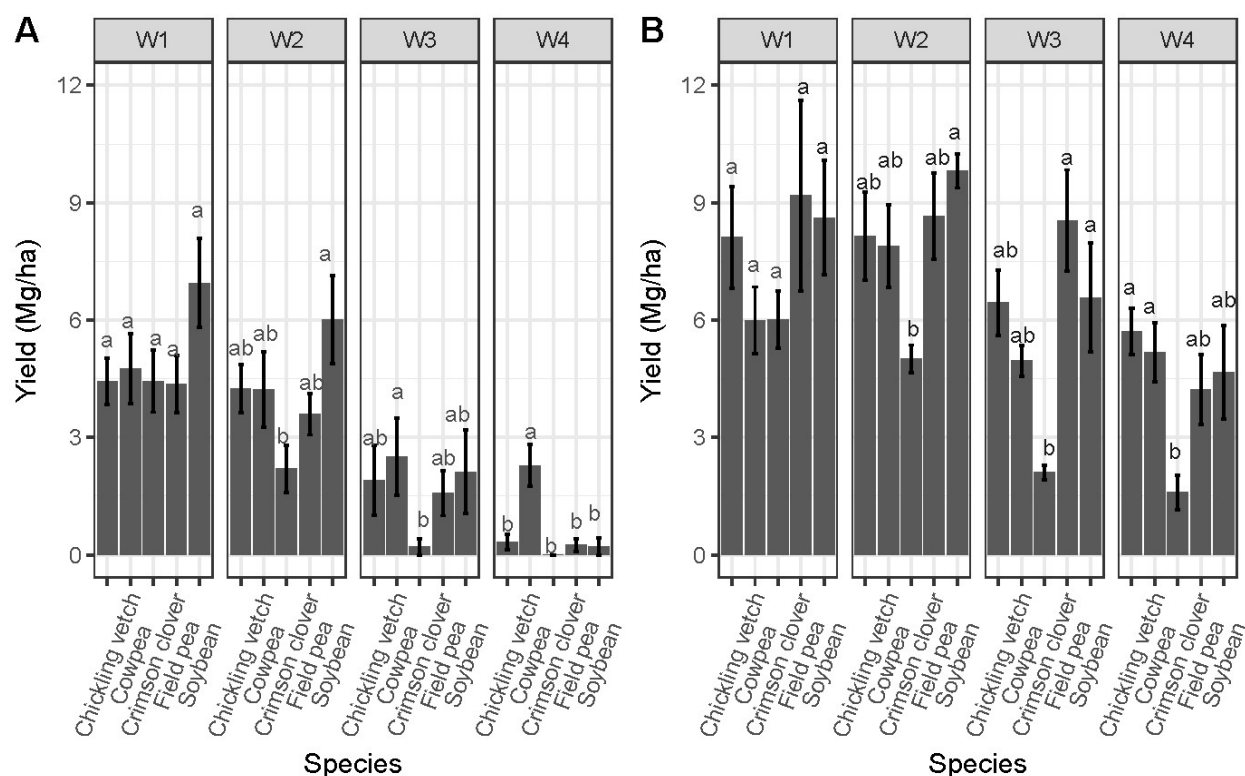 A
W1
W2
W3
W4
Yield (Mg/ha)
12
9
6
3
0
a
a
a
a
a
ab
ab
b
ab
a
ab
a
b
ab
ab
b
a
b
b
b
Chickling vetch
Cowpea
Crimson clover
Field pea
Soybean
Chickling vetch
Cowpea
Crimson clover
Field pea
Soybean
Chickling vetch
Cowpea
Crimson clover
Field pea
Soybean
Chickling vetch
Cowpea
Crimson clover
Field pea
Soybean
Species
B
W1
W2
W3
W4
Yield (Mg/ha)
12
9
6
3
0
a
a
a
a
a
ab
ab
b
ab
a
ab
ab
b
a
a
a
a
b
ab
ab
Chickling vetch
Cowpea
Crimson clover
Field pea
Soybean
Chickling vetch
Cowpea
Crimson clover
Field pea
Soybean
Chickling vetch
Cowpea
Crimson clover
Field pea
Soybean
Chickling vetch
Cowpea
Crimson clover
Field pea
Soybean
Species